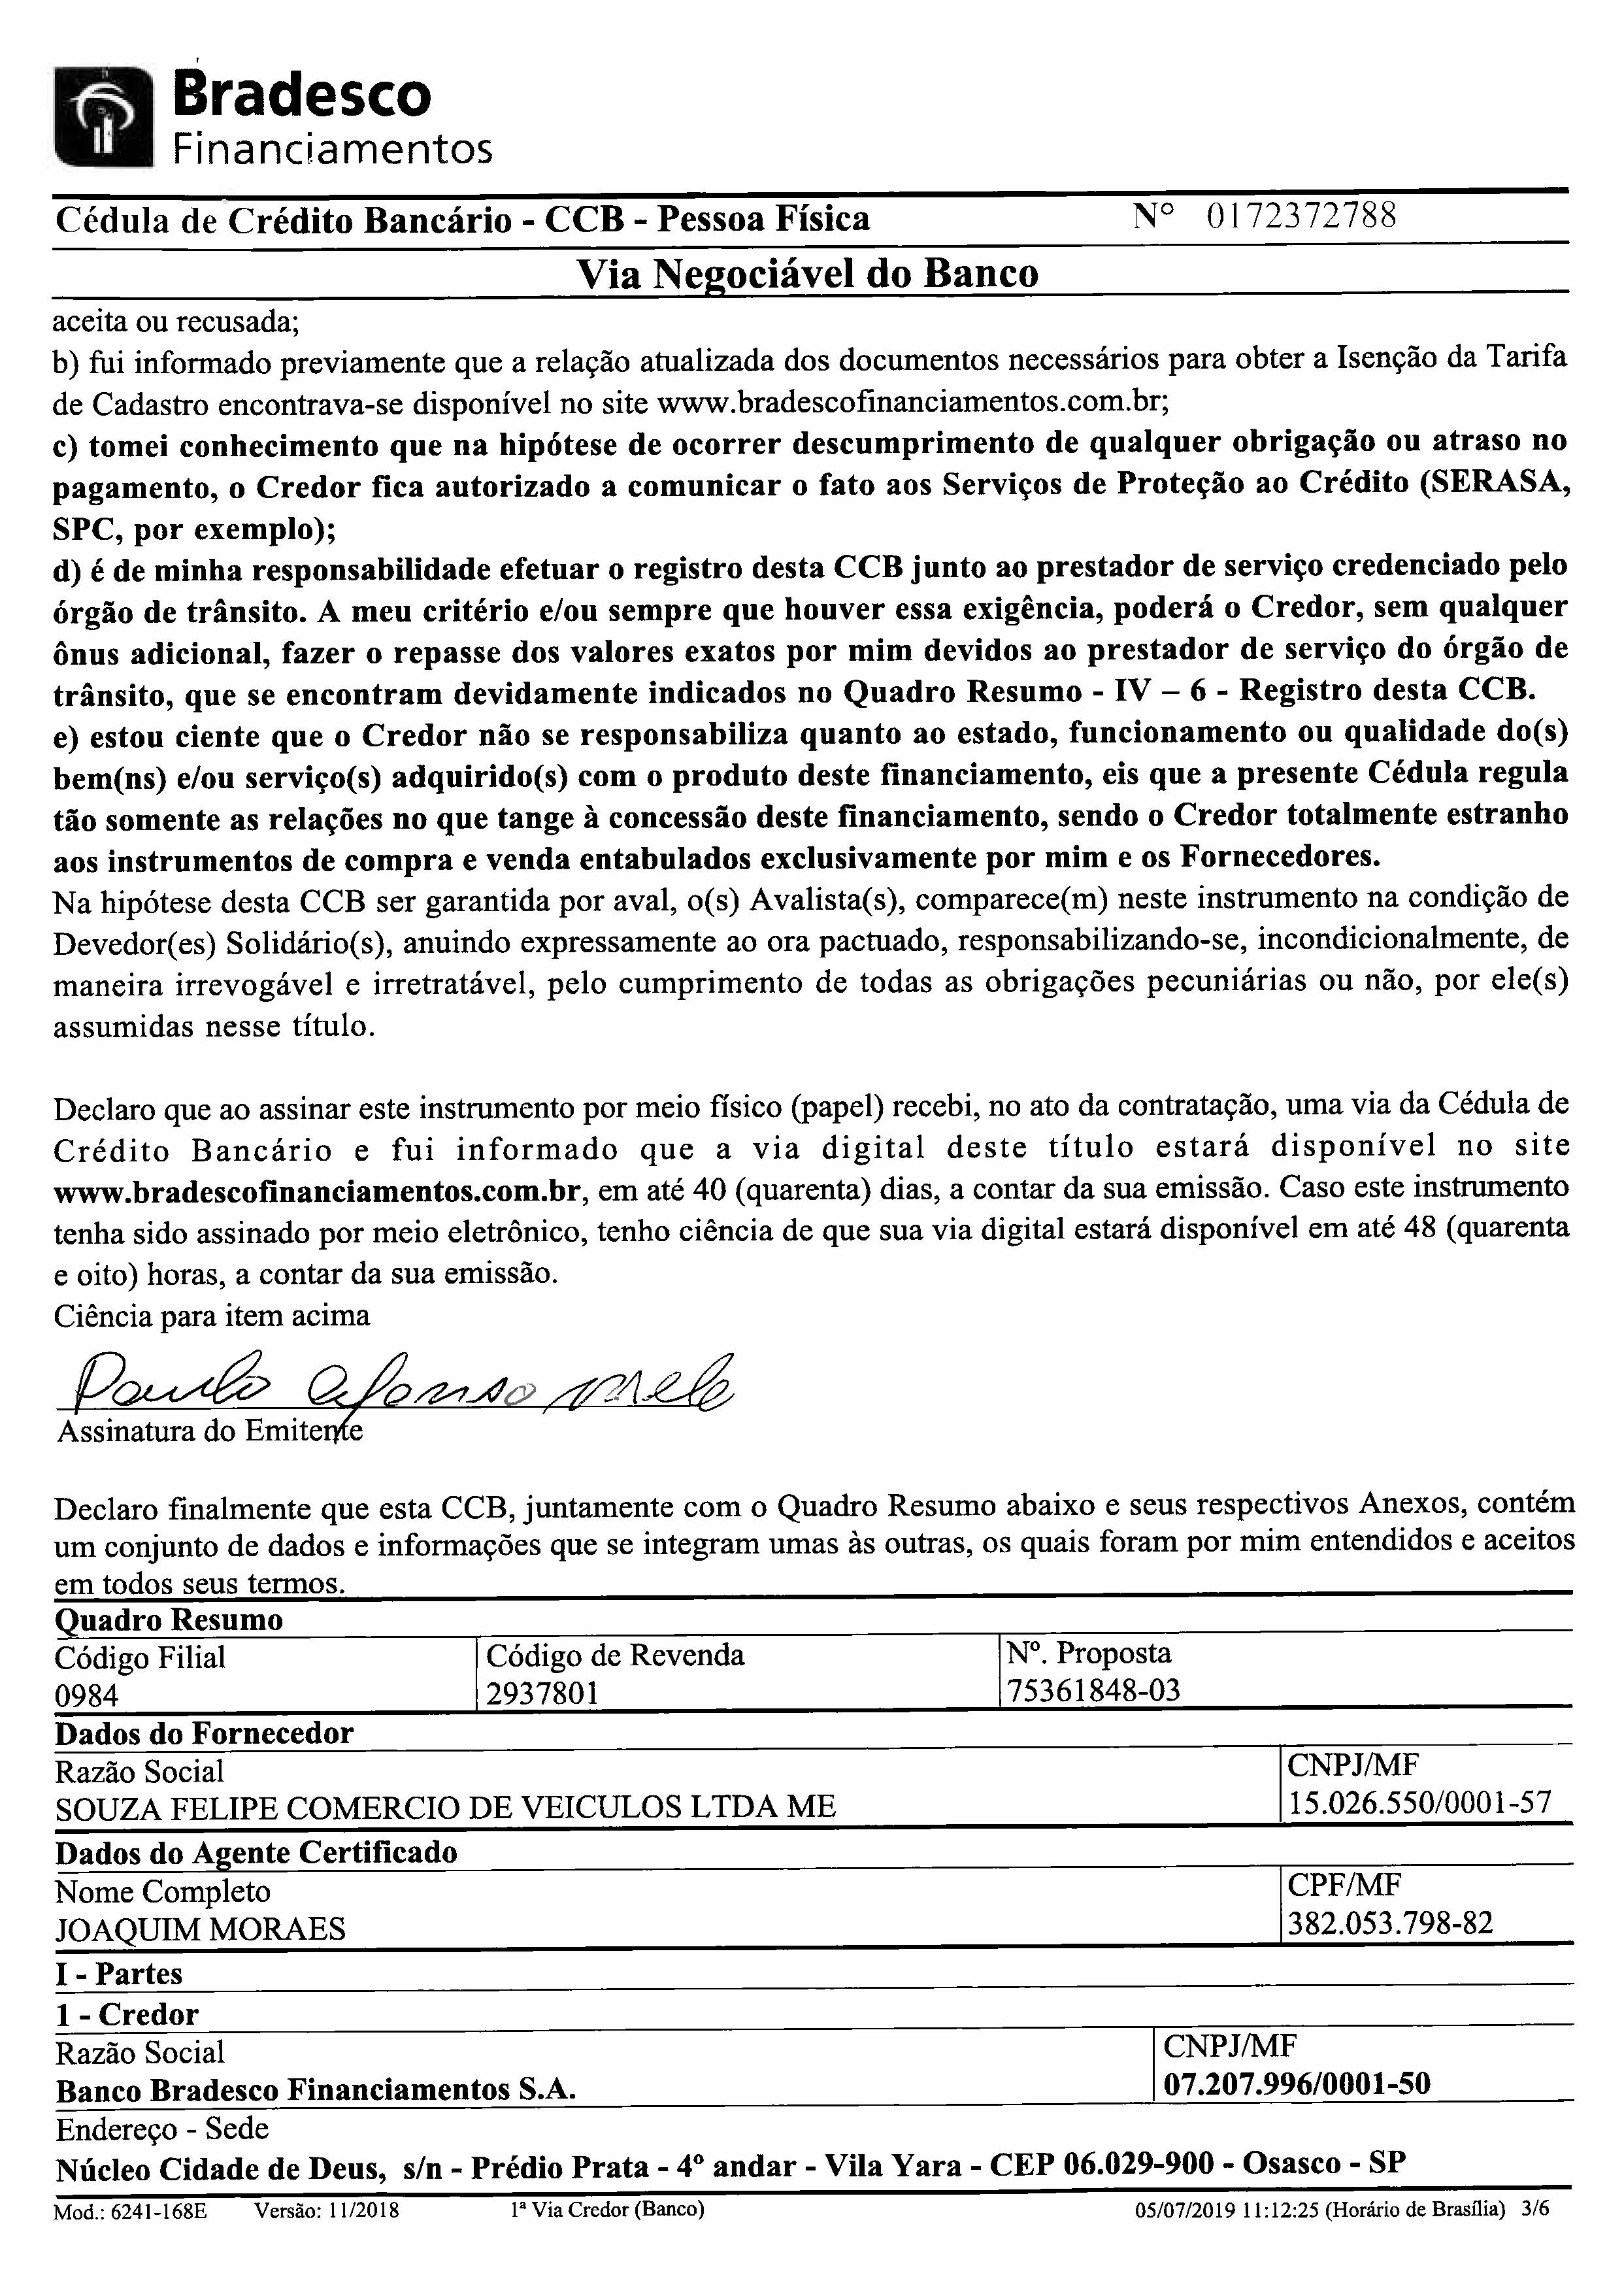 Bradesco
Financiamentos
Cédula de Crédito Bancário - CCB - Pessoa Física Nº 0172372788
Via Negociável do Banco
aceita ou recusada;
b) fui informado previamente que a relação atualizada dos documentos necessários para obter a Isenção da Tarifa
de Cadastro encontrava-se disponível no site www.bradescofinanciamentos.com.br;
c) tomei conhecimento que na hipótese de ocorrer descumprimento de qualquer obrigação ou atraso no
pagamento, o Credor fica autorizado a comunicar o fato aos Serviços de Proteção ao Crédito (SERASA,
SPC, por exemplo);
d) é de minha responsabilidade efetuar o registro desta CCB junto ao prestador de serviço credenciado pelo
órgão de trânsito. A meu critério e/ou sempre que houver essa exigência, poderá o Credor, sem qualquer
ônus adicional, fazer o repasse dos valores exatos por mim devidos ao prestador de serviço do órgão de
trânsito, que se encontram devidamente indicados no Quadro Resumo - IV – 6 - Registro desta CCB.
e) estou ciente que o Credor não se responsabiliza quanto ao estado, funcionamento ou qualidade do(s)
bem(ns) e/ou serviço(s) adquirido(s) com o produto deste financiamento, eis que a presente Cédula regula
tão somente as relações no que tange à concessão deste financiamento, sendo o Credor totalmente estranho
aos instrumentos de compra e venda entabulados exclusivamente por mim e os Fornecedores.
Na hipótese desta CCB ser garantida por aval, o(s) Avalista(s), comparece(m) neste instrumento na condição de
Devedor(es) Solidário(s), anuindo expressamente ao ora pactuado, responsabilizando-se, incondicionalmente, de
maneira irrevogável e irretratável, pelo cumprimento de todas as obrigações pecuniárias ou não, por ele(s)
assumidas nesse título.
Declaro que ao assinar este instrumento por meio físico (papel) recebi, no ato da contratação, uma via da Cédula de
Crédito Bancário e fui informado que a via digital deste título estará disponível no site
www.bradescofinanciamentos.com.br, em até 40 (quarenta) dias, a contar da sua emissão. Caso este instrumento
tenha sido assinado por meio eletrônico, tenho ciência de que sua via digital estará disponível em até 48 (quarenta
e oito) horas, a contar da sua emissão.
Ciência para item acima
Paulo Afonso Mele
Assinatura do Emitente
Declaro finalmente que esta CCB, juntamente com o Quadro Resumo abaixo e seus respectivos Anexos, contém
um conjunto de dados e informações que se integram umas às outras, os quais foram por mim entendidos e aceitos
em todos seus termos.
Quadro Resumo
Código Filial Código de Revenda Nº. Proposta
0984 2937801 75361848-03
Dados do Fornecedor
Razão Social CNPJ/MF
SOUZA FELIPE COMERCIO DE VEICULOS LTDA ME 15.026.550/0001-57
Dados do Agente Certificado
Nome Completo CPF/MF
JOAQUIM MORAES 382.053.798-82
I - Partes
1 - Credor
Razão Social CNPJ/MF
Banco Bradesco Financiamentos S.A. 07.207.996/0001-50
Endereço - Sede
Núcleo Cidade de Deus, s/n - Prédio Prata - 4º andar - Vila Yara - CEP 06.029-900 - Osasco - SP
Mod.: 6241-168E Versão: 11/2018 1ª Via Credor (Banco) 05/07/2019 11:12:25 (Horário de Brasília) 3/6